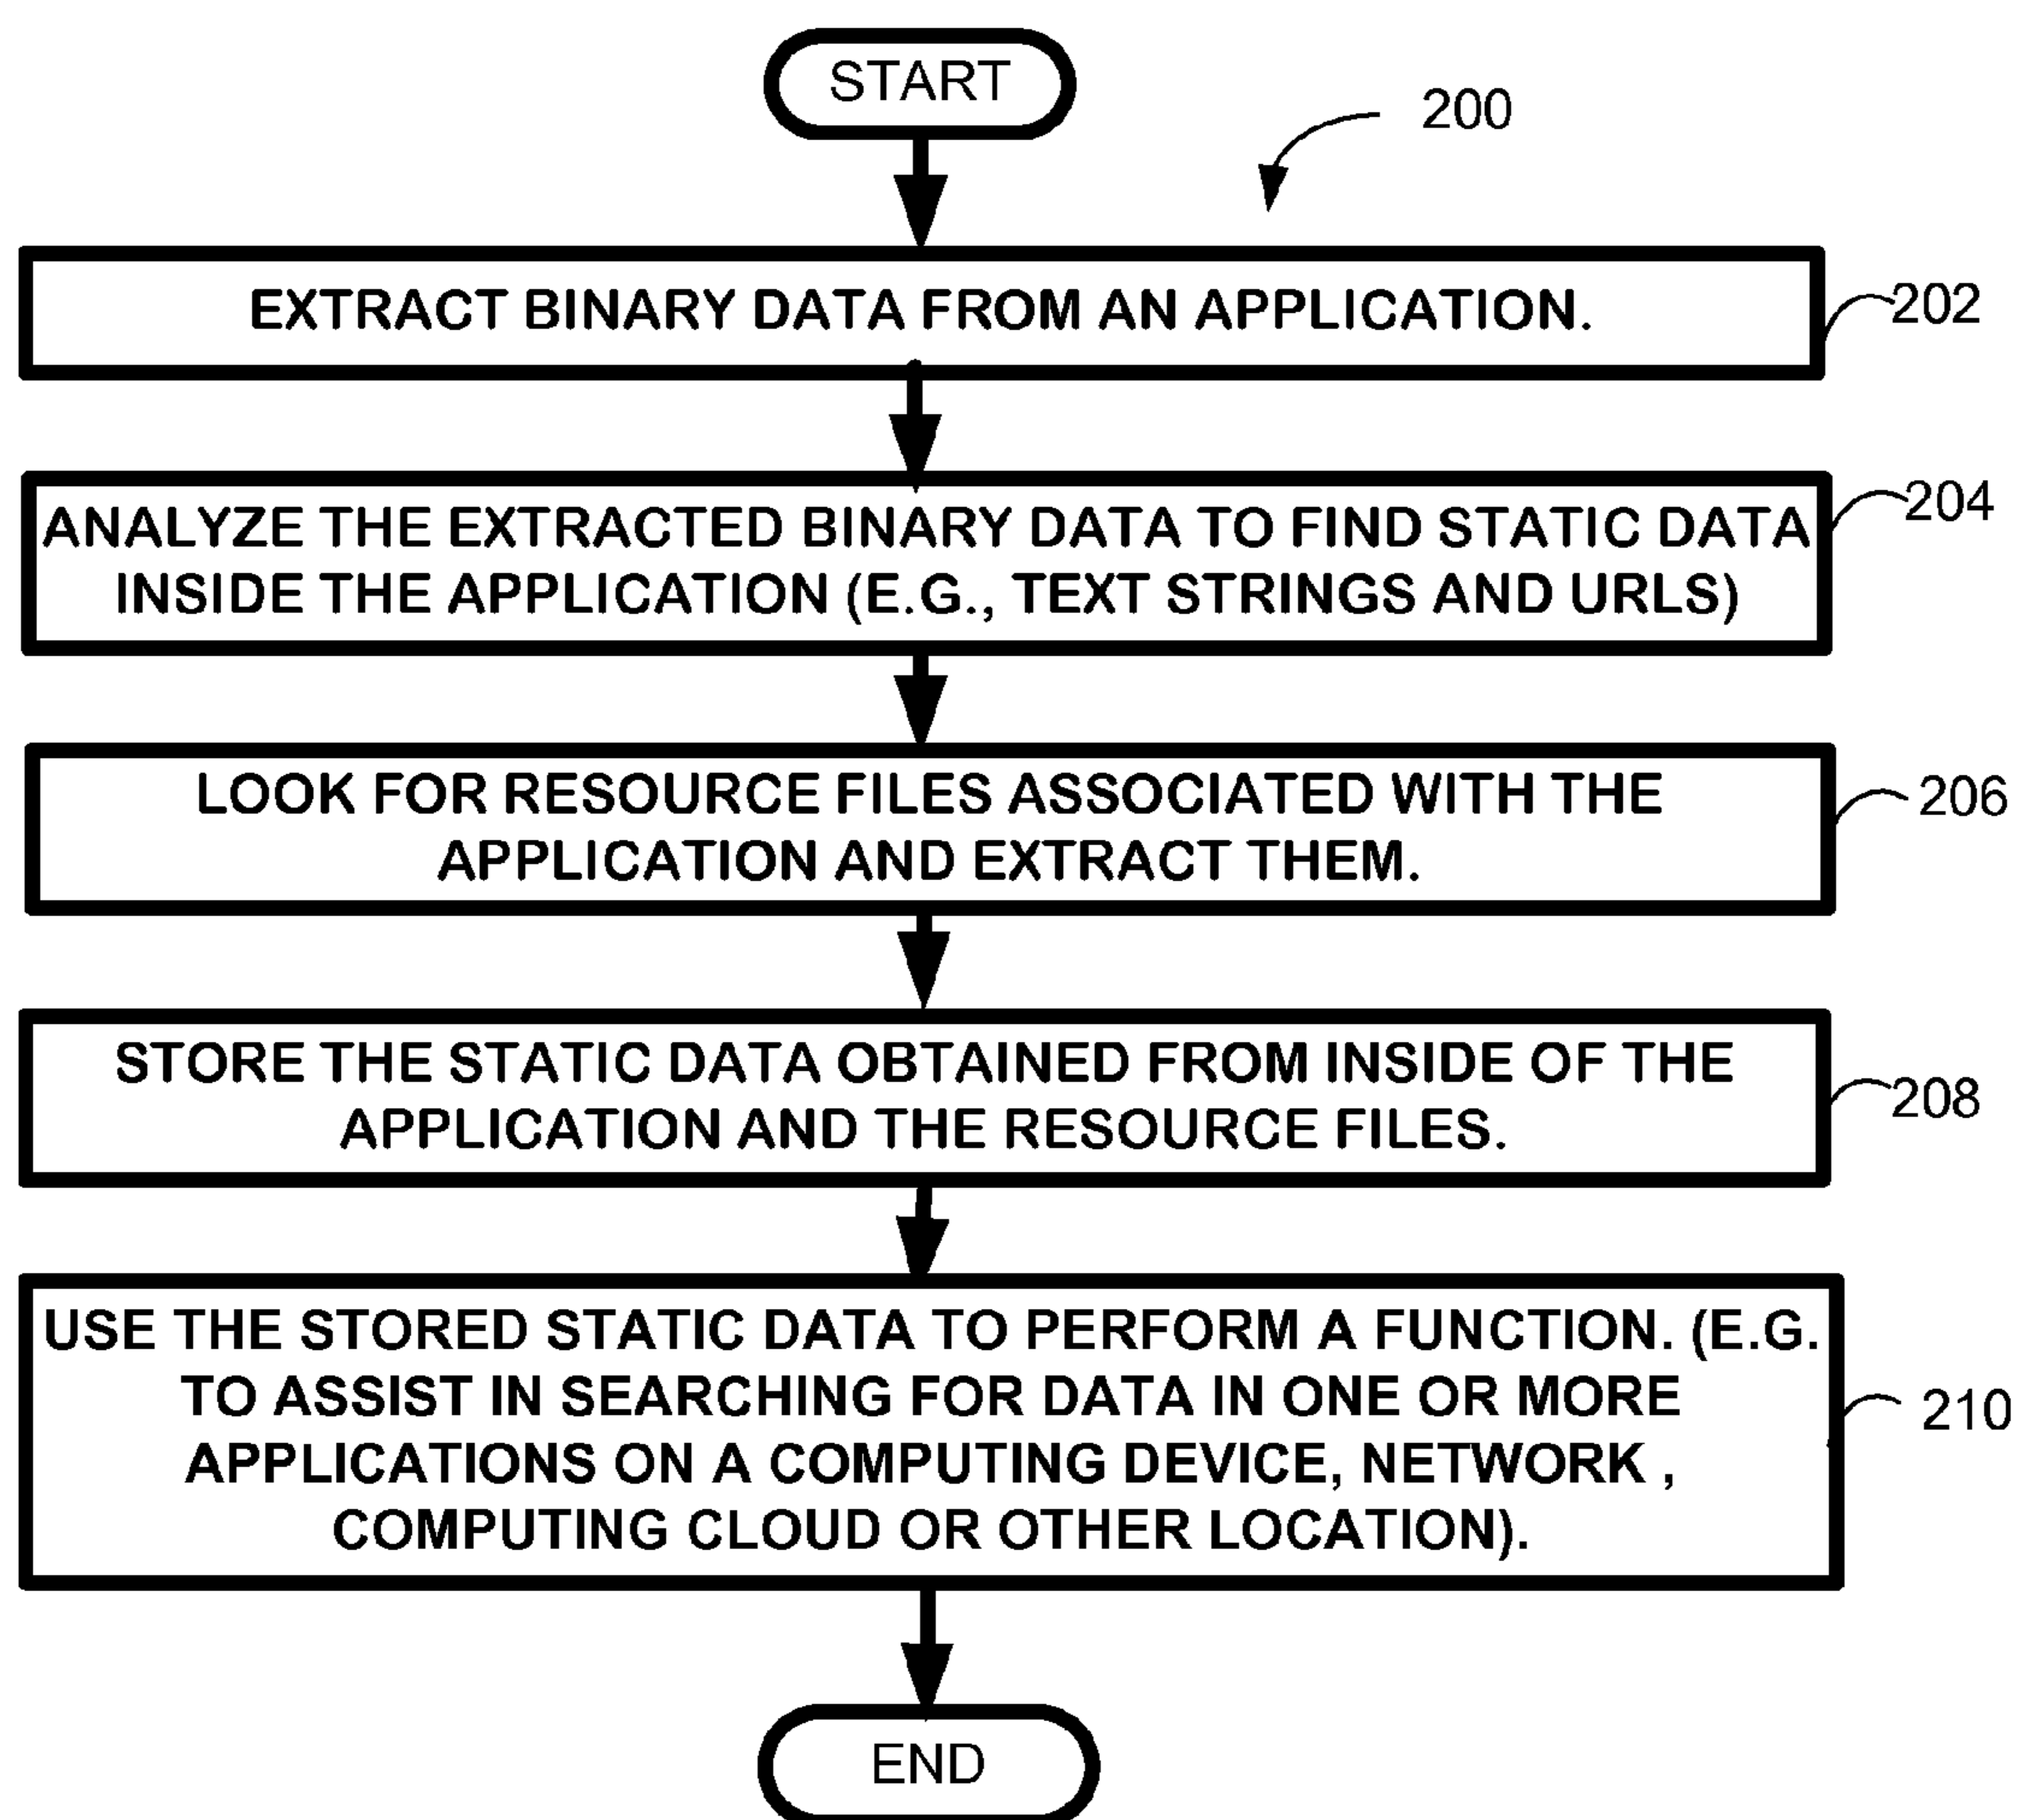 START
200
EXTRACT BINARY DATA FROM AN APPLICATION.
202
ANALYZE THE EXTRACTED BINARY DATA TO FIND STATIC DATA
INSIDE THE APPLICATION (E.G., TEXT STRINGS AND URLS)
204
LOOK FOR RESOURCE FILES ASSOCIATED WITH THE
APPLICATION AND EXTRACT THEM.
206
STORE THE STATIC DATA OBTAINED FROM INSIDE OF THE
APPLICATION AND THE RESOURCE FILES.
208
USE THE STORED STATIC DATA TO PERFORM A FUNCTION. (E.G.
TO ASSIST IN SEARCHING FOR DATA IN ONE OR MORE
APPLICATIONS ON A COMPUTING DEVICE, NETWORK ,
COMPUTING CLOUD OR OTHER LOCATION).
210
END